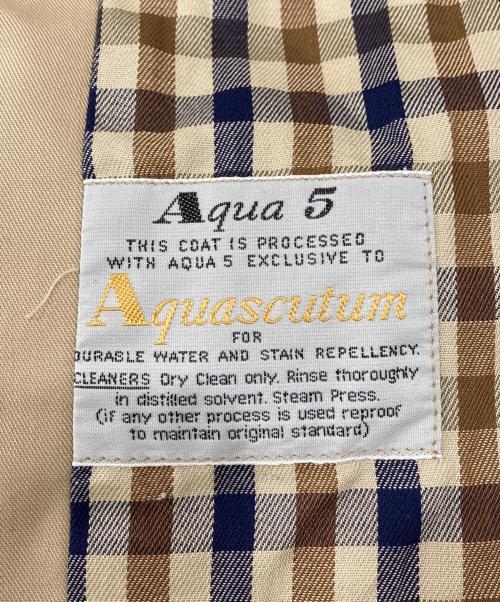 Aqua 5
THIS COAT IS PROCESSED
WITH AQUA 5 EXCLUSIVE TO
Aquascutum
FOR
DURABLE WATER AND STAIN REPELLENCY.
CLEANERS Dry Clean only. Rinse thoroughly
in distilled solvent. Steam Press.
(if any other process is used reproof
to maintain original standard)